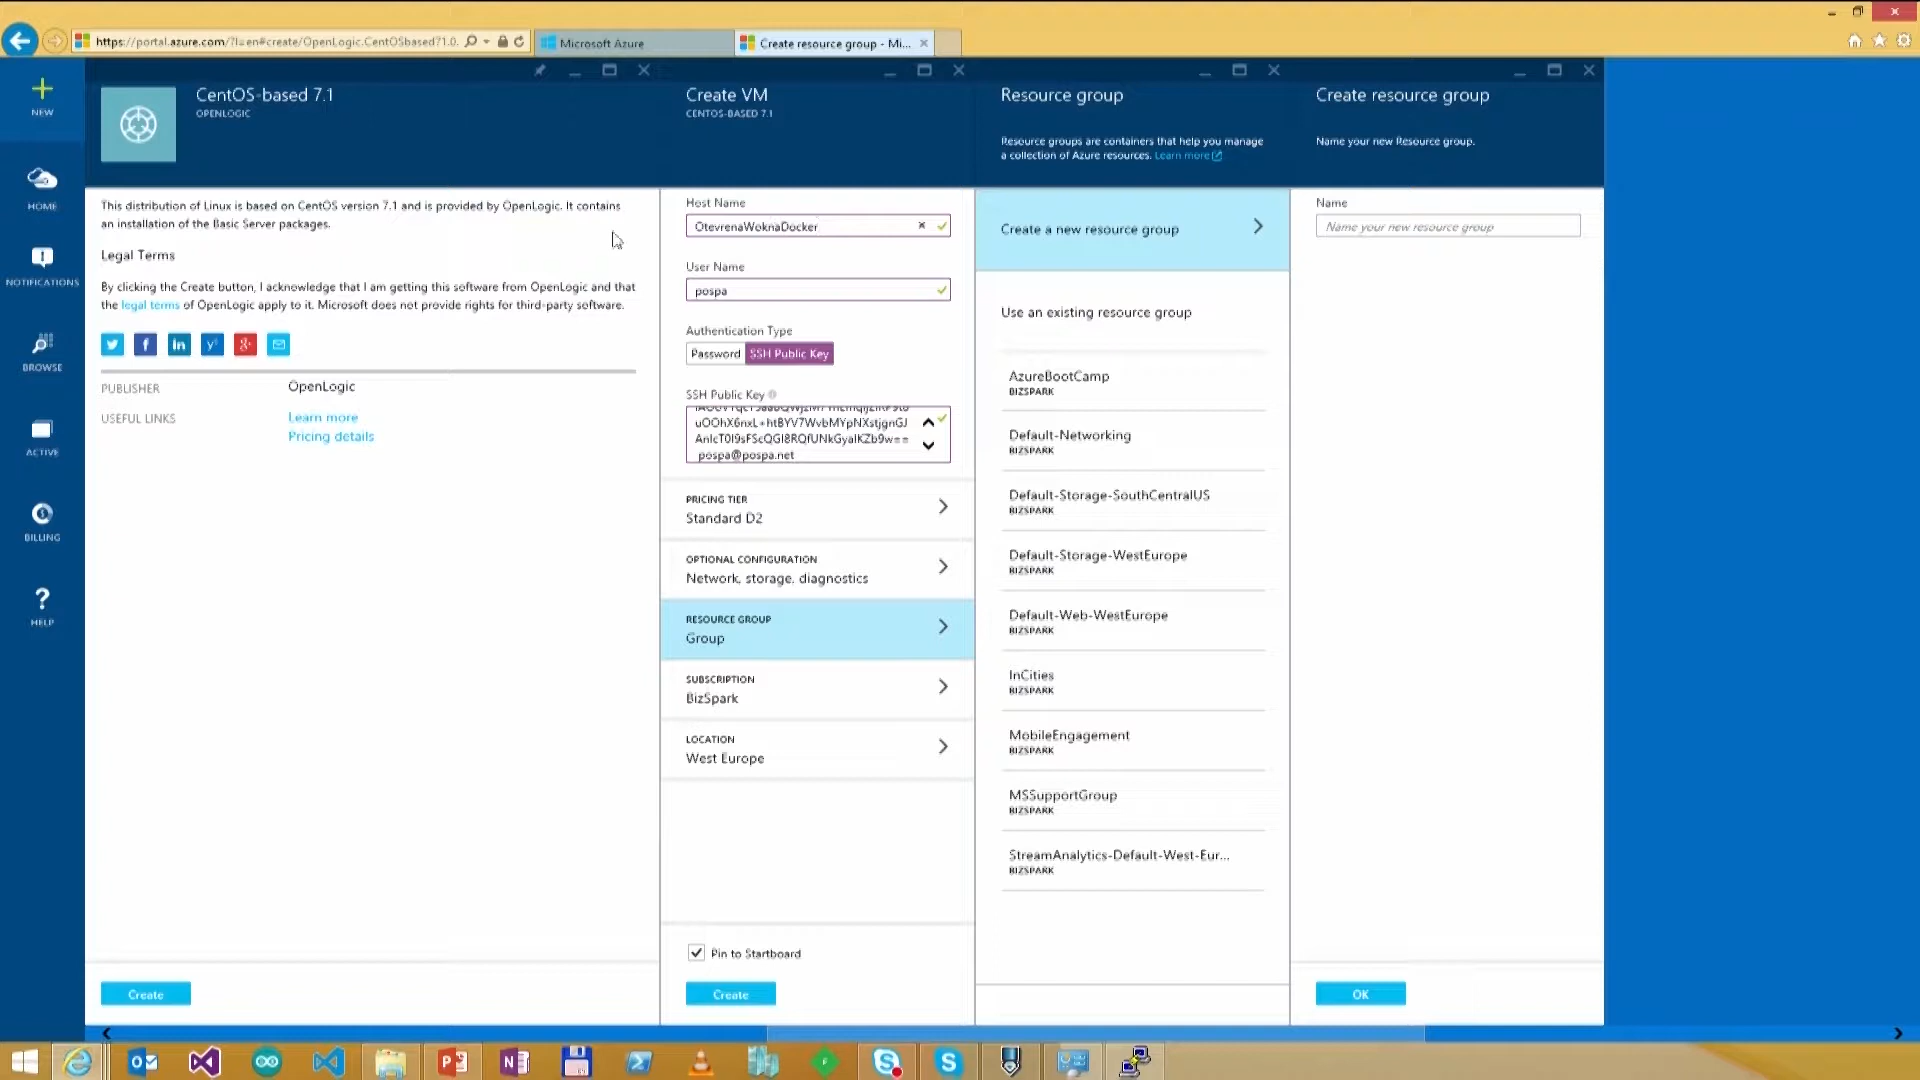 https://portal.azure.com/?l=en#create/OpenLogic.CentOSbased71.0.
Microsoft Azure
Create resource group - Mi...
NEW
HOME
NOTIFICATIONS
BROWSE
ACTIVE
BILLING
HELP
CentOS-based 7.1
OPENLOGIC
This distribution of Linux is based on CentOS version 7.1 and is provided by OpenLogic. It contains
an installation of the Basic Server packages.
Legal Terms
By clicking the Create button, I acknowledge that I am getting this software from OpenLogic and that
the legal terms of OpenLogic apply to it. Microsoft does not provide rights for third-party software.
PUBLISHER
OpenLogic
USEFUL LINKS
Learn more
Pricing details
Create
Create VM
CENTOS-BASED 7.1
Host Name
OtevrenaWoknaDocker
User Name
pospa
Authentication Type
Password
SSH Public Key
SSH Public Key
uOOhX6nxL+htBYV7WvbMYpNXstjgnGJ
AnlcT0I9sFScQGI8RQfUNkGyalKZb9w==
pospa@pospa.net
PRICING TIER
Standard D2
OPTIONAL CONFIGURATION
Network, storage, diagnostics
RESOURCE GROUP
Group
SUBSCRIPTION
BizSpark
LOCATION
West Europe
Pin to Startboard
Create
Resource group
Resource groups are containers that help you manage
a collection of Azure resources. Learn more
Create a new resource group
Use an existing resource group
AzureBootCamp
BIZSPARK
Default-Networking
BIZSPARK
Default-Storage-SouthCentralUS
BIZSPARK
Default-Storage-WestEurope
BIZSPARK
Default-Web-WestEurope
BIZSPARK
InCities
BIZSPARK
MobileEngagement
BIZSPARK
MSSupportGroup
BIZSPARK
StreamAnalytics-Default-West-Eur...
BIZSPARK
Create resource group
Name your new Resource group.
Name
Name your new resource group
OK